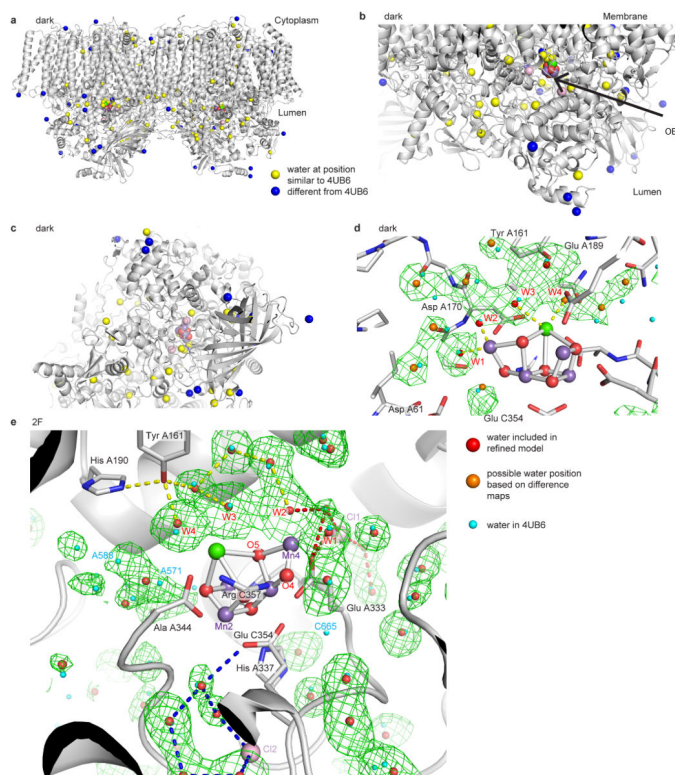 a
dark
Cytoplasm
Lumen
water at position
similar to 4UB6
different from 4UB6
b
dark
Membrane
OE
Lumen
c
dark
d
dark
Tyr A161
Glu A189
W3
W4
Asp A170
W2
W1
Asp A61
Glu C354
water included in
refined model
possible water position
based on difference
maps
water in 4UB6
e
2F
Tyr A161
His A190
W3
W2
Cl1
W4
W1
O5
Mn4
A588
A571
O4
Arg C357
Glu A333
Ala A344
Mn2
Glu C354
C665
His A337
Cl2